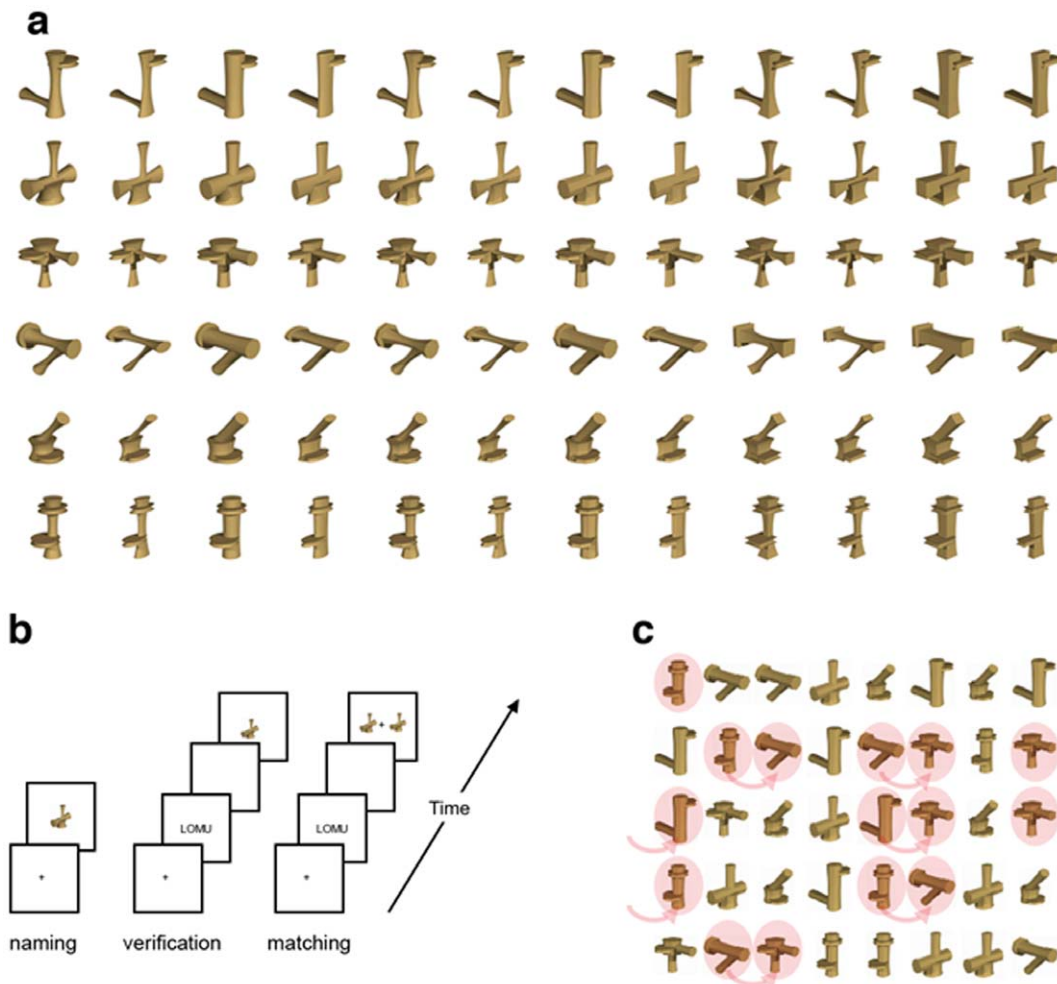 a
b
c
LOMU
LOMU
Time
+
+
+
+
naming
verification
matching